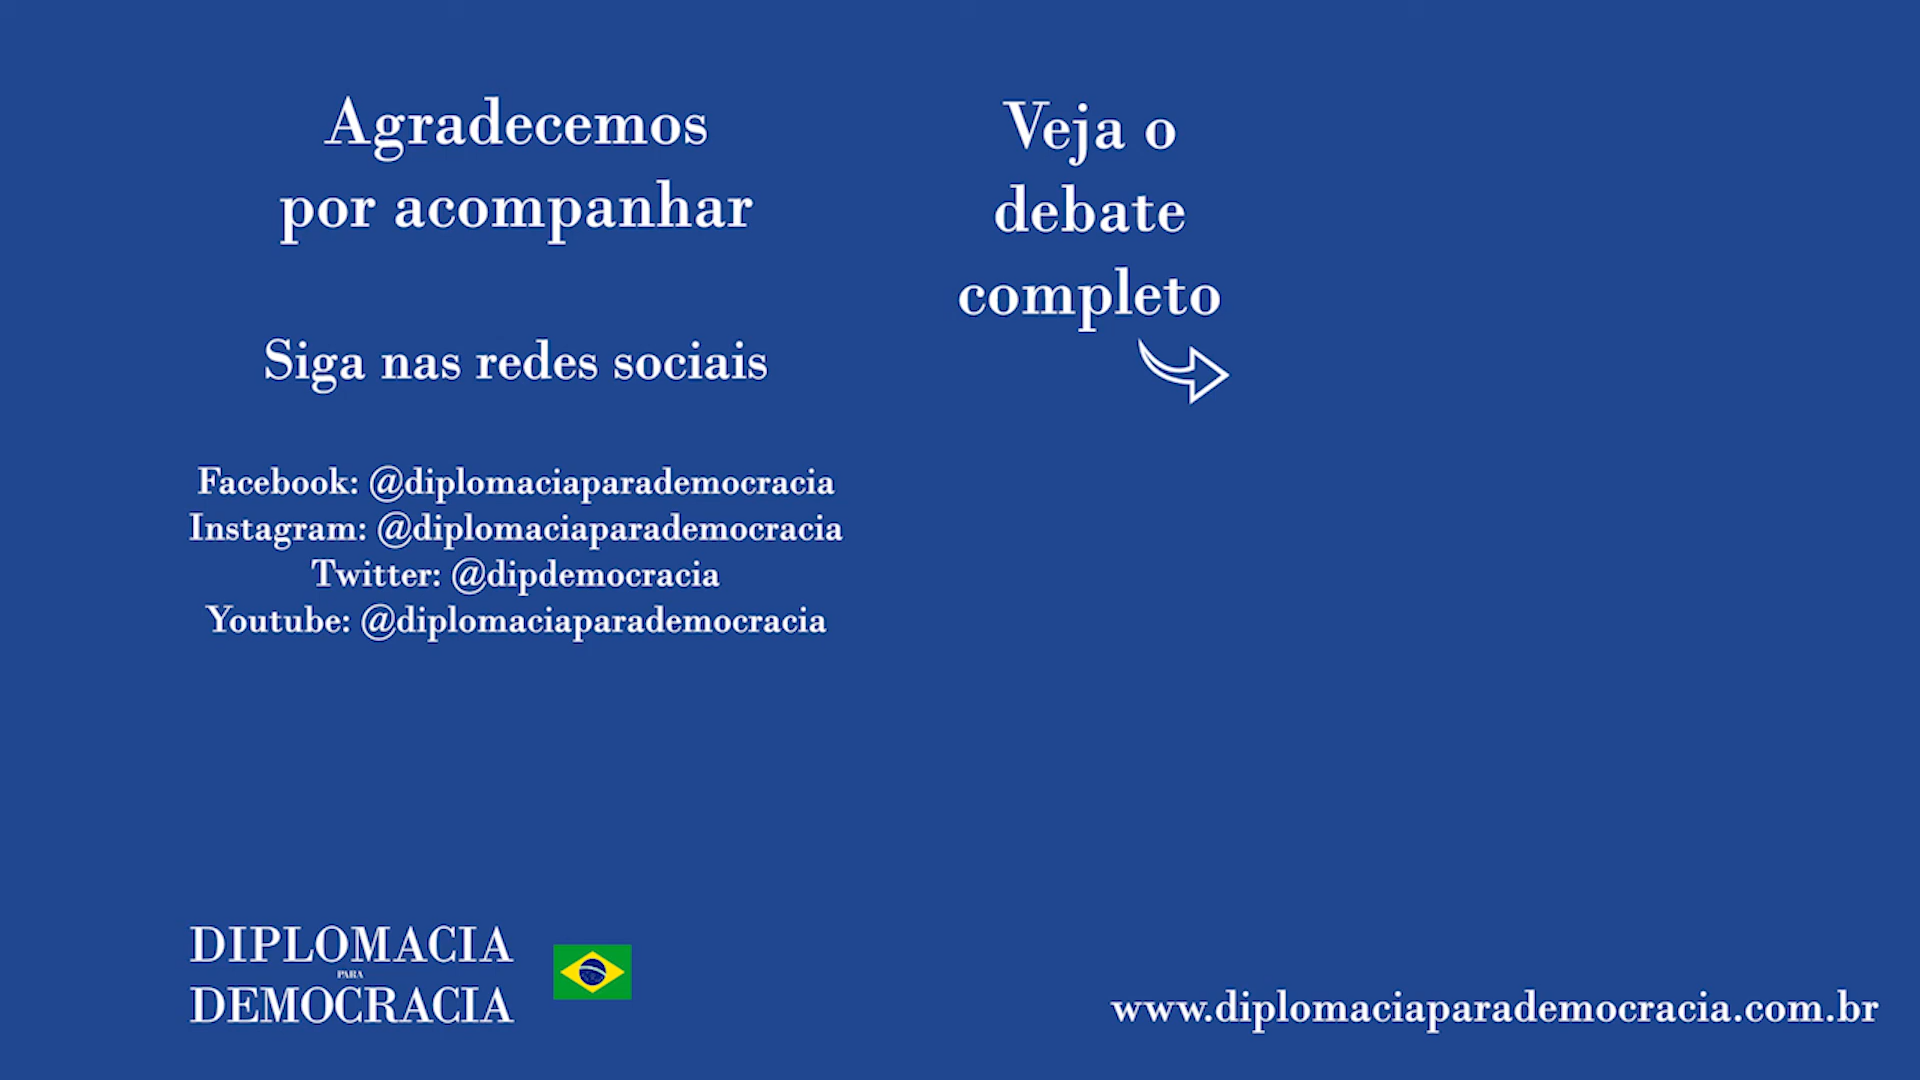 Agradecemos
por acompanhar
Siga nas redes sociais
Facebook: @diplomaciaparademocracia
Instagram: @diplomaciaparademocracia
Twitter: @dipdemocracia
Youtube: @diplomaciaparademocracia
Veja o
debate
completo
DIPLOMACIA
PARA
DEMOCRACIA
www.diplomaciaparademocracia.com.br